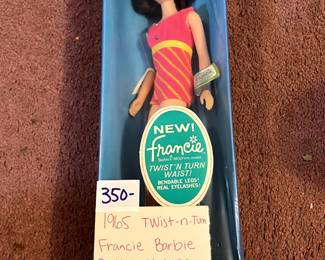 NEW!
Francie
TWIST 'N TURN
WAIST!
BENDABLE LEGS!
REAL EYELASHES!
350-
1965 Twist-n-Turn
Francie Barbie